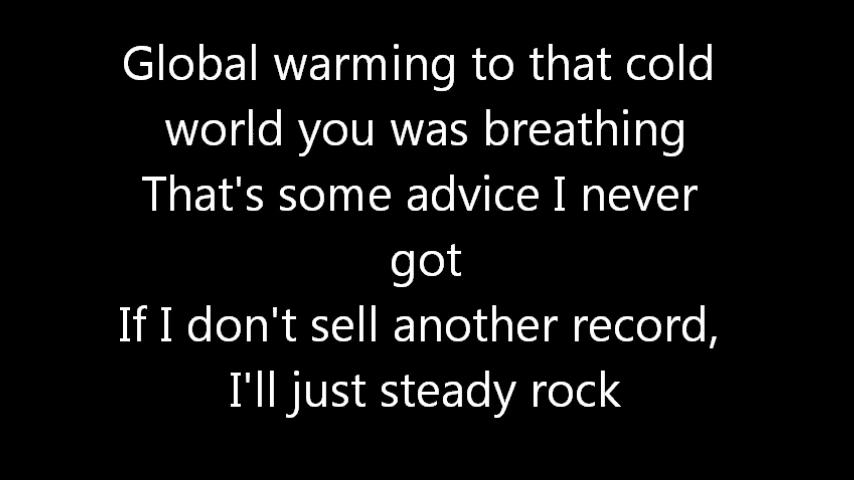 Global warming to that cold
world you was breathing
That's some advice I never
got
If I don't sell another record,
I'll just steady rock